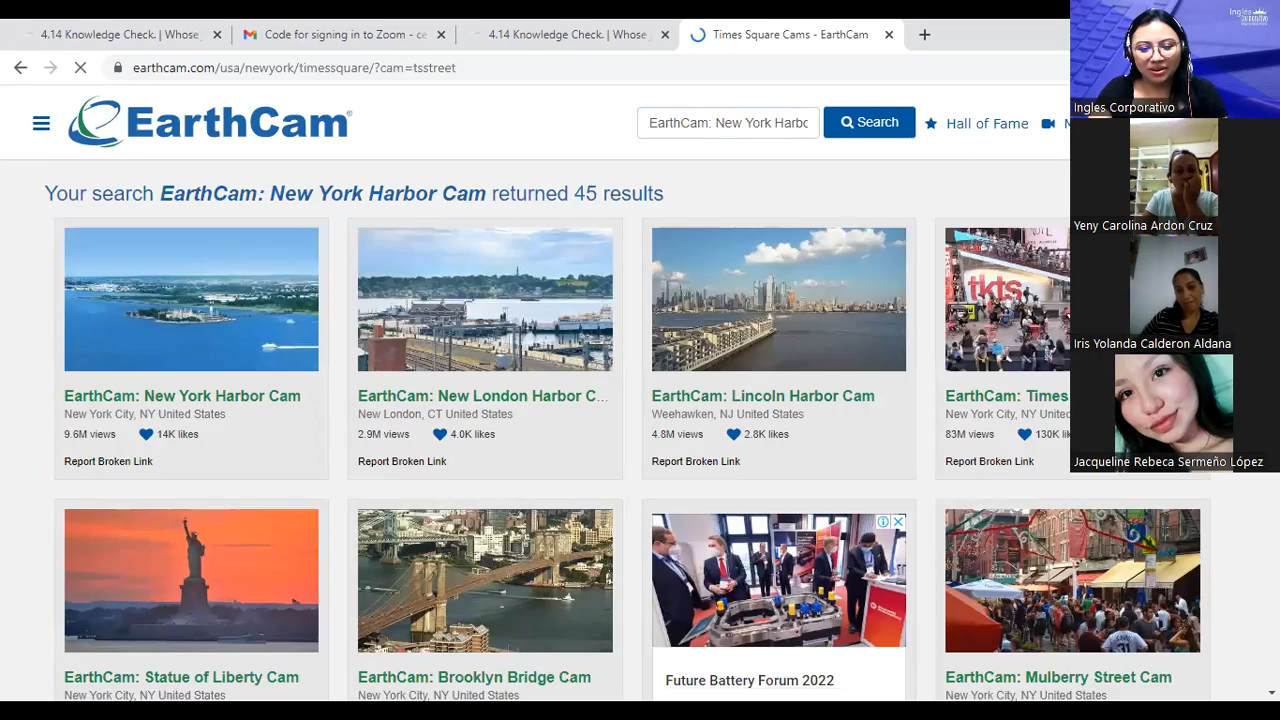 4.14 Knowledge Check. | Whose
Code for signing in to Zoom - ce
4.14 Knowledge Check. | Whose
Times Square Cams - EarthCam
earthcam.com/usa/newyork/timessquare/?cam=tsstreet
EarthCam®
EarthCam: New York Harbc
Search
Hall of Fame
Your search EarthCam: New York Harbor Cam returned 45 results
tkts
EarthCam: New York Harbor Cam
New York City, NY United States
9.6M views
14K likes
Report Broken Link
EarthCam: New London Harbor C...
New London, CT United States
2.9M views
4.0K likes
Report Broken Link
EarthCam: Lincoln Harbor Cam
Weehawken, NJ United States
4.8M views
2.8K likes
Report Broken Link
EarthCam: Times
New York City, NY Unite
83M views
130K li
Report Broken Link
EarthCam: Statue of Liberty Cam
New York City, NY United States
EarthCam: Brooklyn Bridge Cam
New York City, NY United States
Future Battery Forum 2022
EarthCam: Mulberry Street Cam
New York City, NY United States
Ingles
Corporativo
Ingles Corporativo
Yeny Carolina Ardon Cruz
Iris Yolanda Calderon Aldana
Jacqueline Rebeca Sermeño López